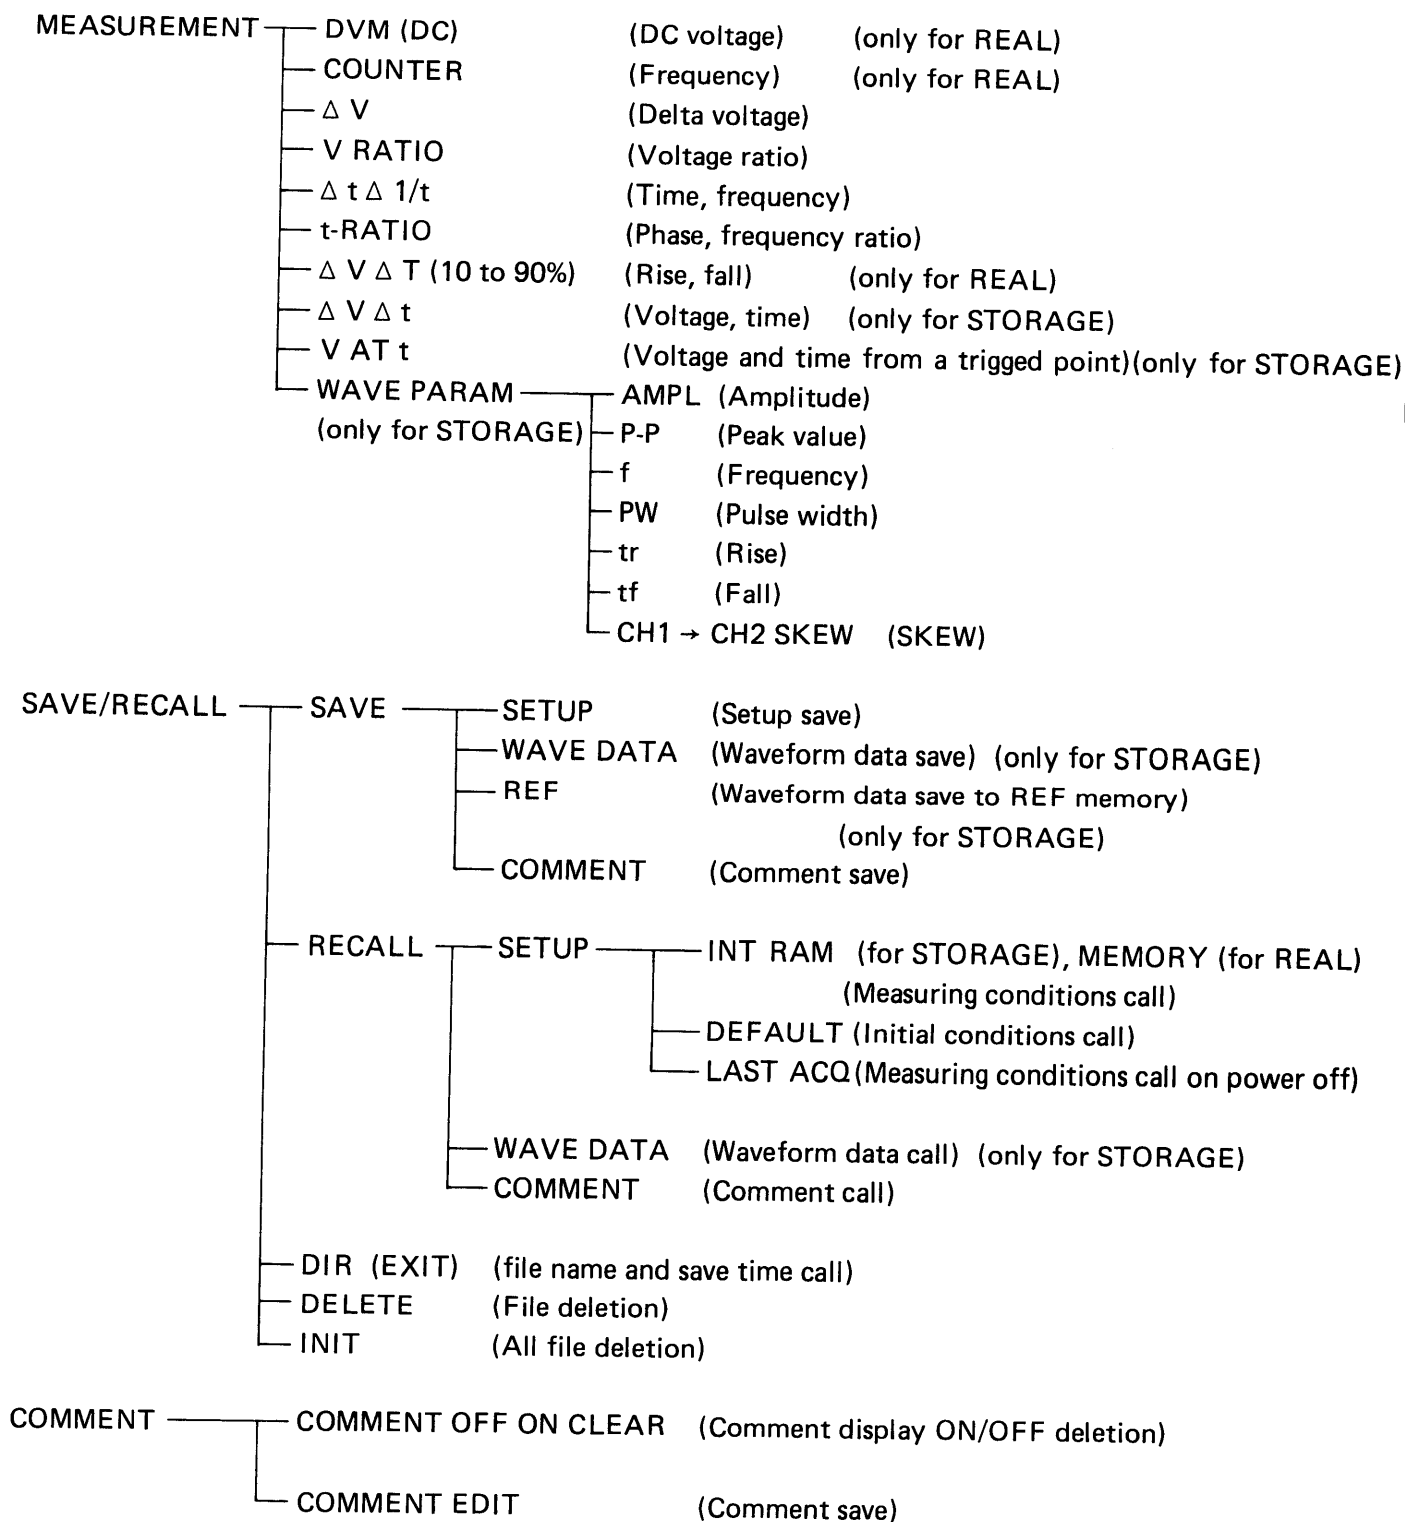 MEASUREMENT DVM (DC) (DC voltage) (only for REAL)
COUNTER (Frequency) (only for REAL)
Δ V (Delta voltage)
V RATIO (Voltage ratio)
Δ t Δ 1/t (Time, frequency)
t-RATIO (Phase, frequency ratio)
Δ V Δ T (10 to 90%) (Rise, fall) (only for REAL)
Δ V Δ t (Voltage, time) (only for STORAGE)
V AT t (Voltage and time from a trigged point) (only for STORAGE)
WAVE PARAM AMPL (Amplitude)
(only for STORAGE) P-P (Peak value)
f (Frequency)
PW (Pulse width)
tr (Rise)
tf (Fall)
CH1 → CH2 SKEW (SKEW)
SAVE/RECALL SAVE SETUP (Setup save)
WAVE DATA (Waveform data save) (only for STORAGE)
REF (Waveform data save to REF memory)
(only for STORAGE)
COMMENT (Comment save)
RECALL SETUP INT RAM (for STORAGE), MEMORY (for REAL)
(Measuring conditions call)
DEFAULT (Initial conditions call)
LAST ACQ (Measuring conditions call on power off)
WAVE DATA (Waveform data call) (only for STORAGE)
COMMENT (Comment call)
DIR (EXIT) (file name and save time call)
DELETE (File deletion)
INIT (All file deletion)
COMMENT COMMENT OFF ON CLEAR (Comment display ON/OFF deletion)
COMMENT EDIT (Comment save)